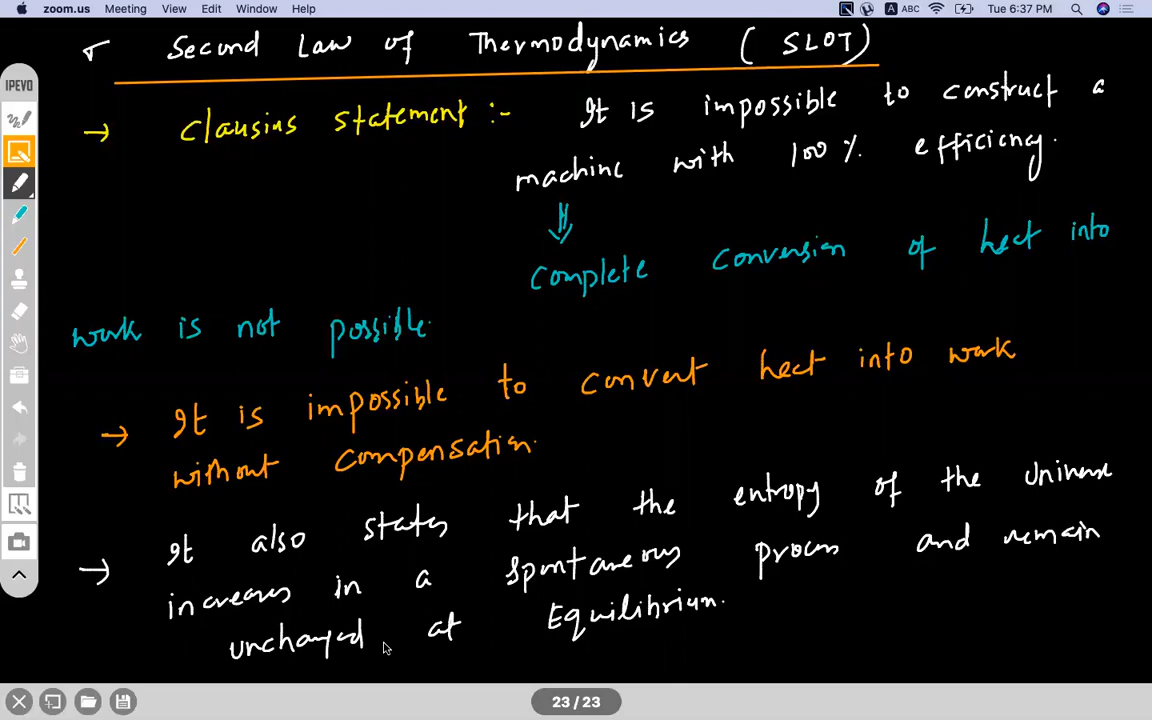 zoom.us Meeting View Edit Window Help
A ABC Tue 6:37 PM
IPEVO
Second Law of Thermodynamics ( SLOT)
→ Clausius statement :- It is impossible to construct a
machine with 100 % efficiency.
⇓
Complete conversion of heat into
work is not possible.
→ It is impossible to convert heat into work
without compensation.
→ It also states that the entropy of the Universe
increases in a spontaneous process and remain
unchanged at Equilibrium.
23 / 23